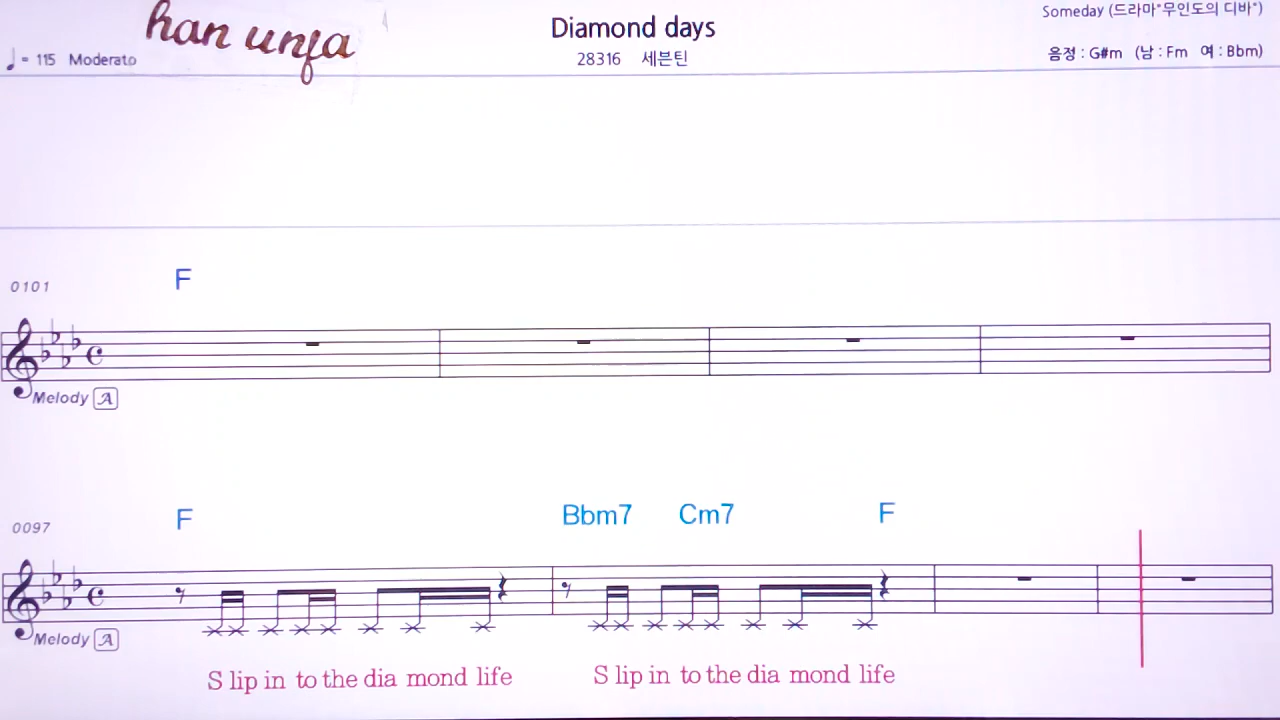 han unja
Diamond days
Someday (드라마"무인도의 디바")
♩ = 115 Moderato
28316 세븐틴
음정 : G#m (남 : Fm 여 : Bbm)
F
0101
Melody A
F Bbm7 Cm7 F
0097
Melody A
S lip in to the dia mond life S lip in to the dia mond life